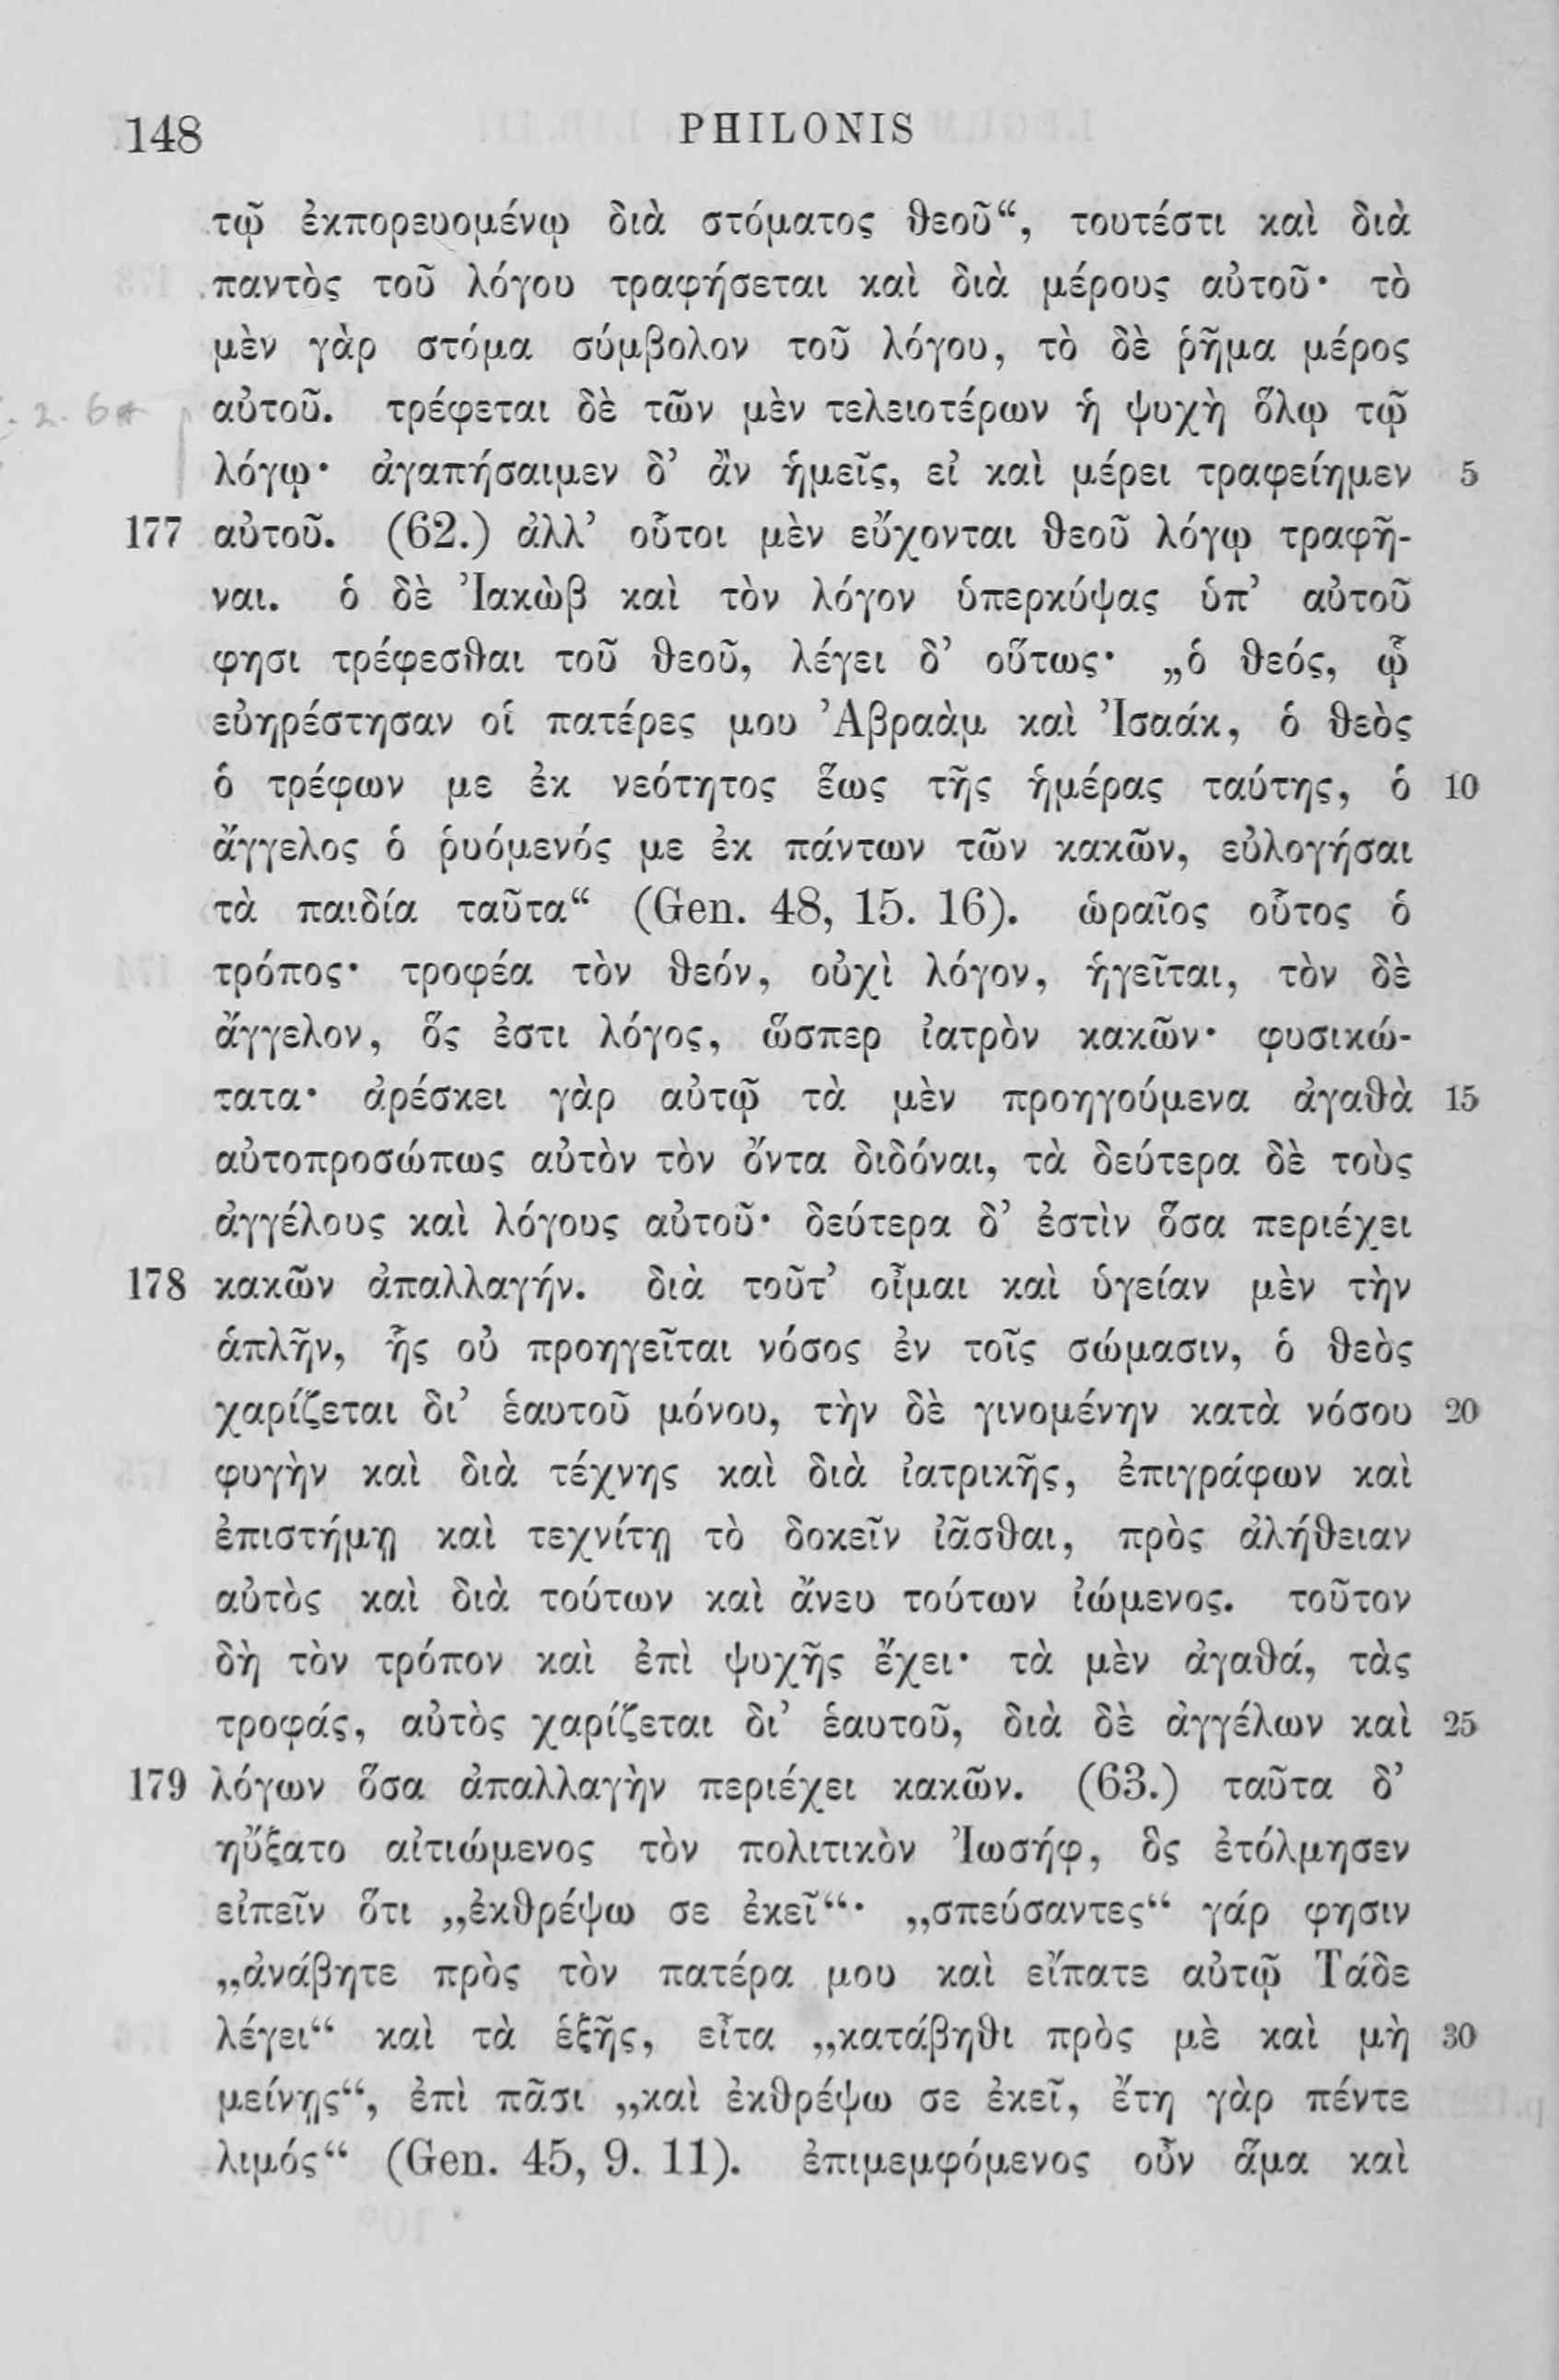 148 PHILONIS
τῷ ἐκπορευομένῳ διὰ στόματος θεοῦ“, τουτέστι καὶ διὰ
παντὸς τοῦ λόγου τραφήσεται καὶ διὰ μέρους αὐτοῦ· τὸ
μὲν γὰρ στόμα σύμβολον τοῦ λόγου, τὸ δὲ ῥῆμα μέρος
αὐτοῦ. τρέφεται δὲ τῶν μὲν τελειοτέρων ἡ ψυχὴ ὅλῳ τῷ
λόγῳ· ἀγαπήσαιμεν δ’ ἂν ἡμεῖς, εἰ καὶ μέρει τραφείημεν 5
177 αὐτοῦ. (62.) ἀλλ’ οὗτοι μὲν εὔχονται θεοῦ λόγῳ τραφῆ-
ναι. ὁ δὲ Ἰακὼβ καὶ τὸν λόγον ὑπερκύψας ὑπ’ αὐτοῦ
φησι τρέφεσθαι τοῦ θεοῦ, λέγει δ’ οὕτως· „ὁ θεός, ᾧ
εὐηρέστησαν οἱ πατέρες μου Ἀβραὰμ καὶ Ἰσαάκ, ὁ θεὸς
ὁ τρέφων με ἐκ νεότητος ἕως τῆς ἡμέρας ταύτης, ὁ 10
ἄγγελος ὁ ῥυόμενός με ἐκ πάντων τῶν κακῶν, εὐλογήσαι
τὰ παιδία ταῦτα“ (Gen. 48, 15. 16). ὡραῖος οὗτος ὁ
τρόπος· τροφέα τὸν θεόν, οὐχὶ λόγον, ἡγεῖται, τὸν δὲ
ἄγγελον, ὅς ἐστι λόγος, ὥσπερ ἰατρὸν κακῶν· φυσικώ-
τατα· ἀρέσκει γὰρ αὐτῷ τὰ μὲν προηγούμενα ἀγαθὰ 15
αὐτοπροσώπως αὐτὸν τὸν ὄντα διδόναι, τὰ δεύτερα δὲ τοὺς
ἀγγέλους καὶ λόγους αὐτοῦ· δεύτερα δ’ ἐστὶν ὅσα περιέχει
178 κακῶν ἀπαλλαγήν. διὰ τοῦτ’ οἶμαι καὶ ὑγείαν μὲν τὴν
ἁπλῆν, ἧς οὐ προηγεῖται νόσος ἐν τοῖς σώμασιν, ὁ θεὸς
χαρίζεται δι’ ἑαυτοῦ μόνου, τὴν δὲ γινομένην κατὰ νόσου 20
φυγὴν καὶ διὰ τέχνης καὶ διὰ ἰατρικῆς, ἐπιγράφων καὶ
ἐπιστήμῃ καὶ τεχνίτῃ τὸ δοκεῖν ἰᾶσθαι, πρὸς ἀλήθειαν
αὐτὸς καὶ διὰ τούτων καὶ ἄνευ τούτων ἰώμενος. τοῦτον
δὴ τὸν τρόπον καὶ ἐπὶ ψυχῆς ἔχει· τὰ μὲν ἀγαθά, τὰς
τροφάς, αὐτὸς χαρίζεται δι’ ἑαυτοῦ, διὰ δὲ ἀγγέλων καὶ 25
179 λόγων ὅσα ἀπαλλαγὴν περιέχει κακῶν. (63.) ταῦτα δ’
ηὔξατο αἰτιώμενος τὸν πολιτικὸν Ἰωσήφ, ὃς ἐτόλμησεν
εἰπεῖν ὅτι „ἐκθρέψω σε ἐκεῖ“· „σπεύσαντες“ γάρ φησιν
„ἀνάβητε πρὸς τὸν πατέρα μου καὶ εἴπατε αὐτῷ Τάδε
λέγει“ καὶ τὰ ἑξῆς, εἶτα „κατάβηθι πρὸς μὲ καὶ μὴ 30
μείνῃς“, ἐπὶ πᾶσι „καὶ ἐκθρέψω σε ἐκεῖ, ἔτη γὰρ πέντε
λιμός“ (Gen. 45, 9. 11). ἐπιμεμφόμενος οὖν ἅμα καὶ